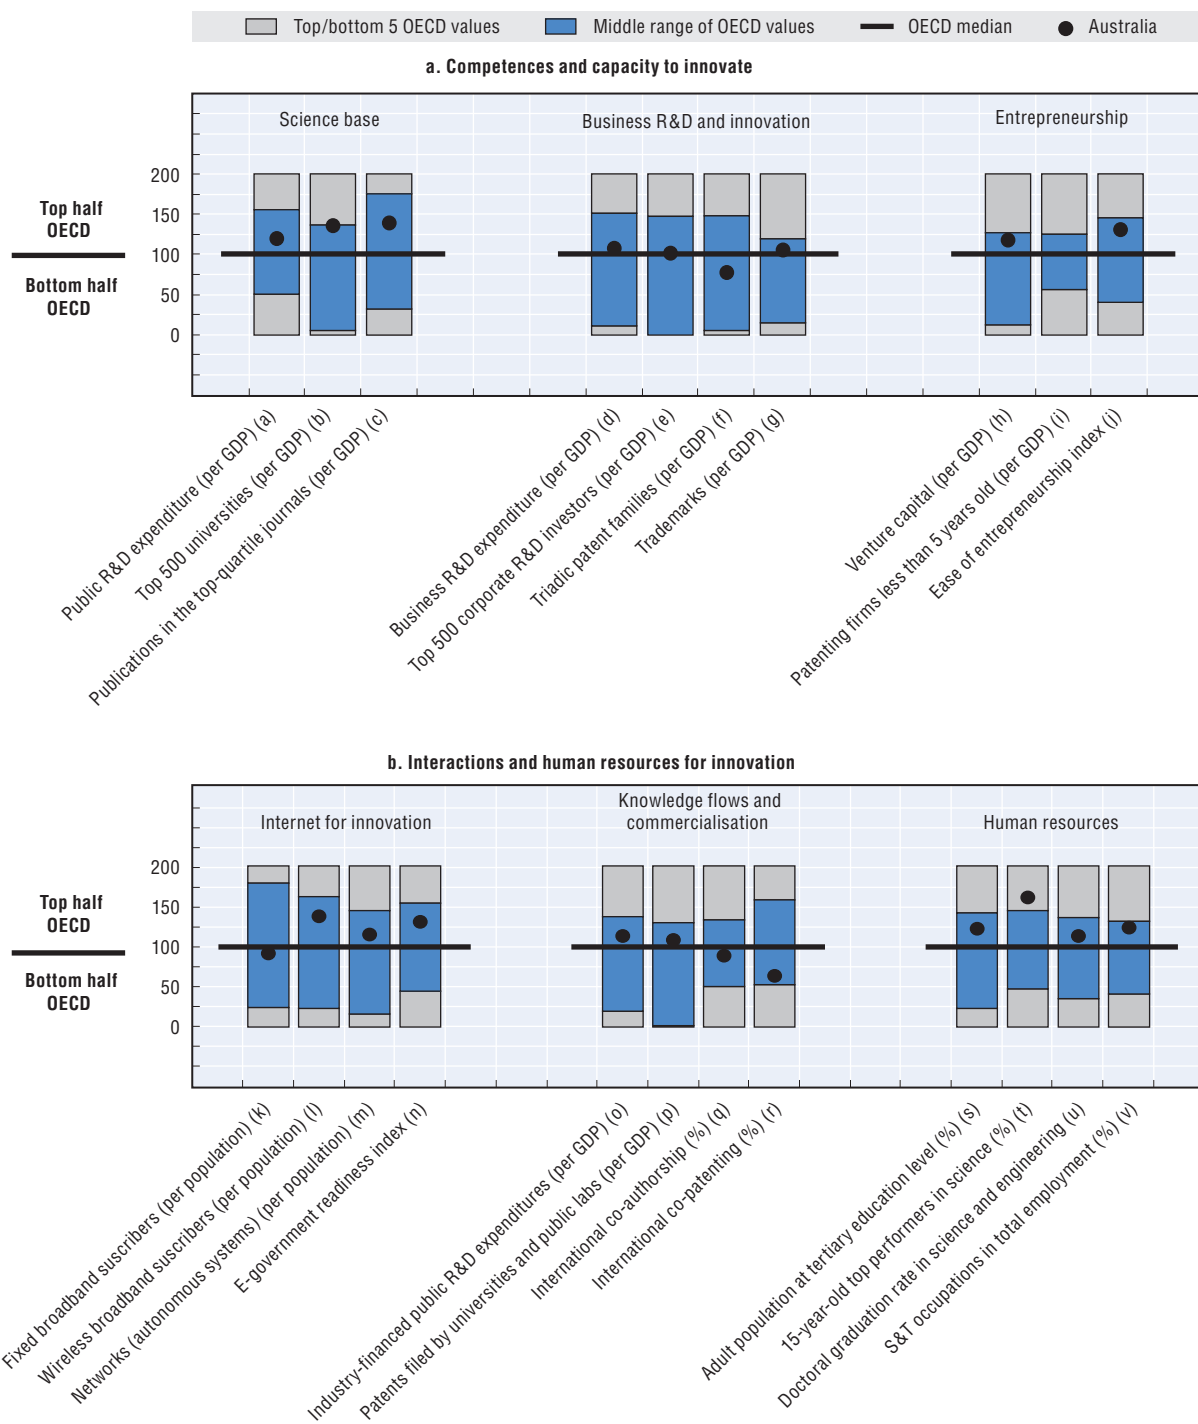 Top/bottom 5 OECD values Middle range of OECD values OECD median Australia
a. Competences and capacity to innovate
Science base Business R&D and innovation Entrepreneurship
200
150
100
50
0
Top half
OECD
Bottom half
OECD
Public R&D expenditure (per GDP) (a)
Top 500 universities (per GDP) (b)
Publications in the top-quartile journals (per GDP) (c)
Business R&D expenditure (per GDP) (d)
Top 500 corporate R&D investors (per GDP) (e)
Triadic patent families (per GDP) (f)
Trademarks (per GDP) (g)
Venture capital (per GDP) (h)
Patenting firms less than 5 years old (per GDP) (i)
Ease of entrepreneurship index (j)
b. Interactions and human resources for innovation
Internet for innovation
Knowledge flows and
commercialisation
Human resources
200
150
100
50
0
Top half
OECD
Bottom half
OECD
Fixed broadband suscribers (per population) (k)
Wireless broadband suscribers (per population) (l)
Networks (autonomous systems) (per population) (m)
E-government readiness index (n)
Industry-financed public R&D expenditures (per GDP) (o)
Patents filed by universities and public labs (per GDP) (p)
International co-authorship (%) (q)
International co-patenting (%) (r)
Adult population at tertiary education level (%) (s)
15-year-old top performers in science (%) (t)
Doctoral graduation rate in science and engineering (u)
S&T occupations in total employment (%) (v)